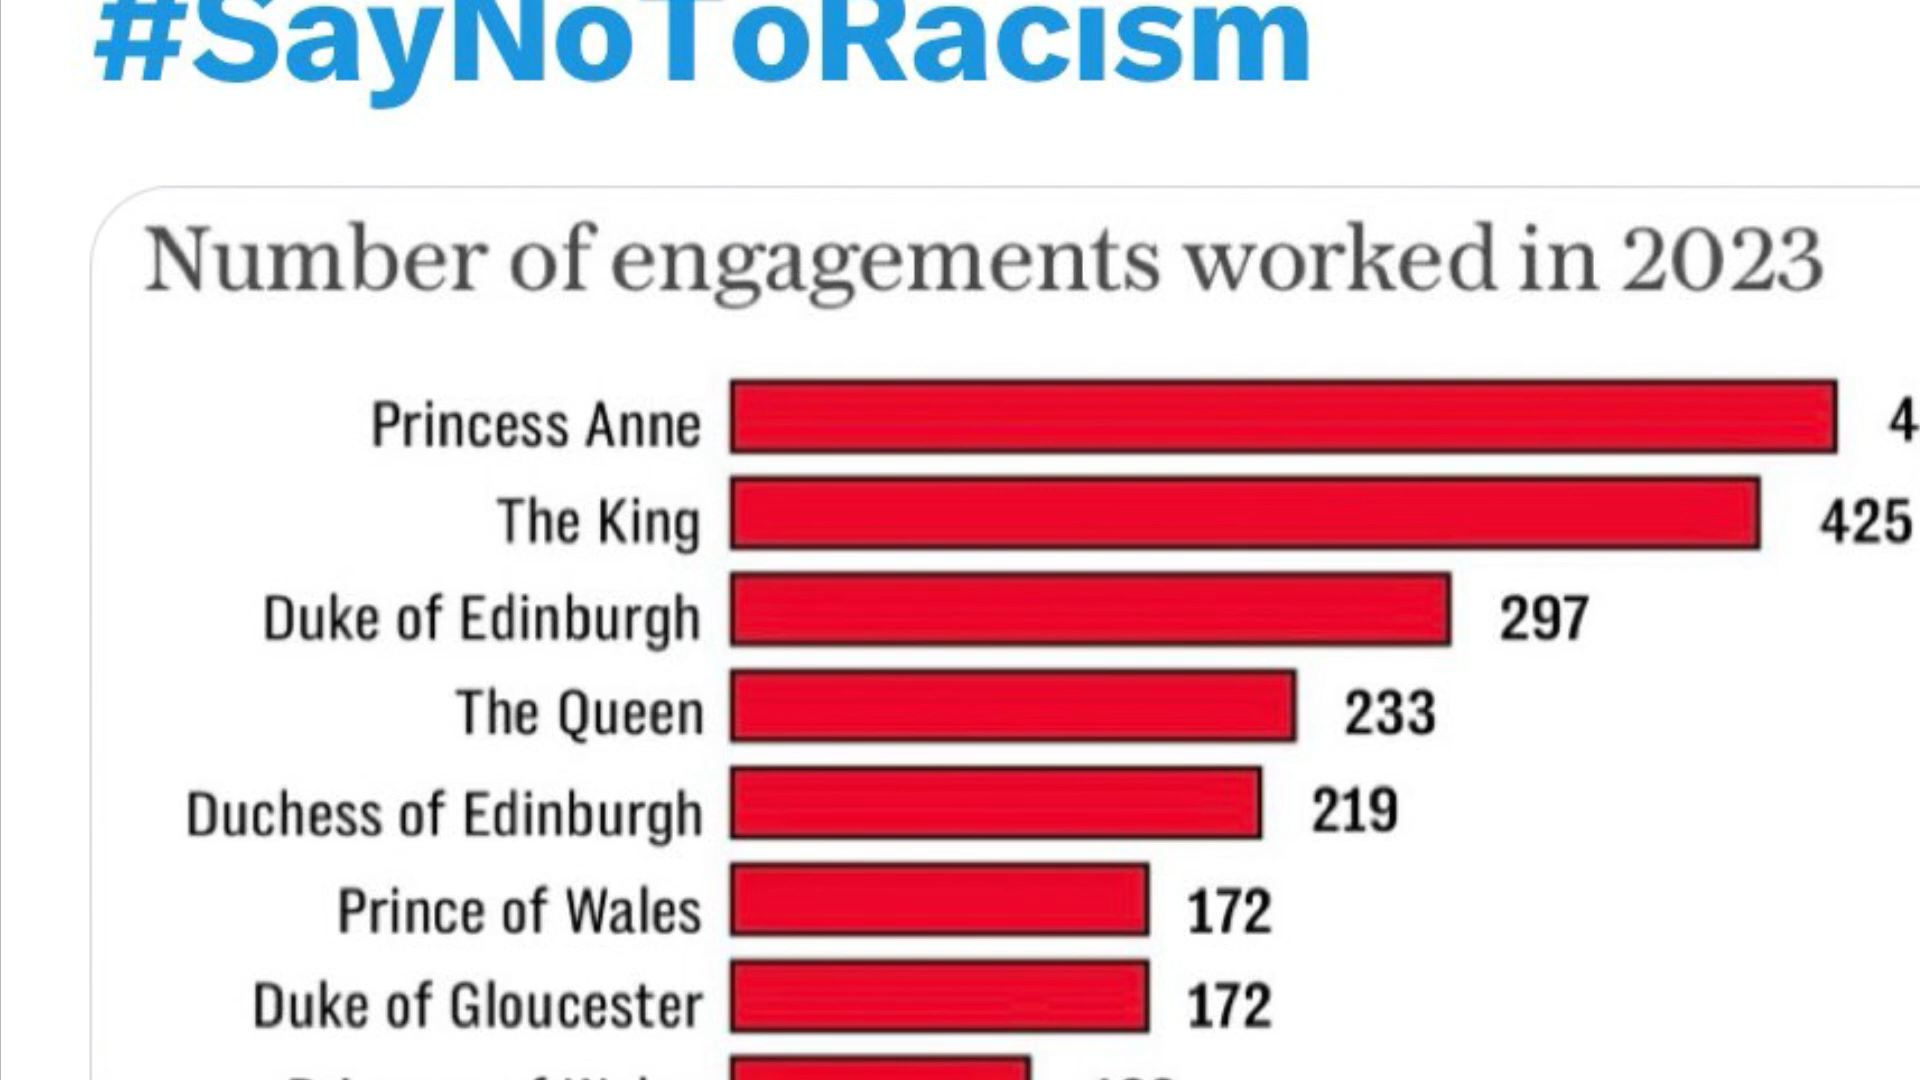 #SayNoToRacism
Number of engagements worked in 2023
Princess Anne 4
The King 425
Duke of Edinburgh 297
The Queen 233
Duchess of Edinburgh 219
Prince of Wales 172
Duke of Gloucester 172